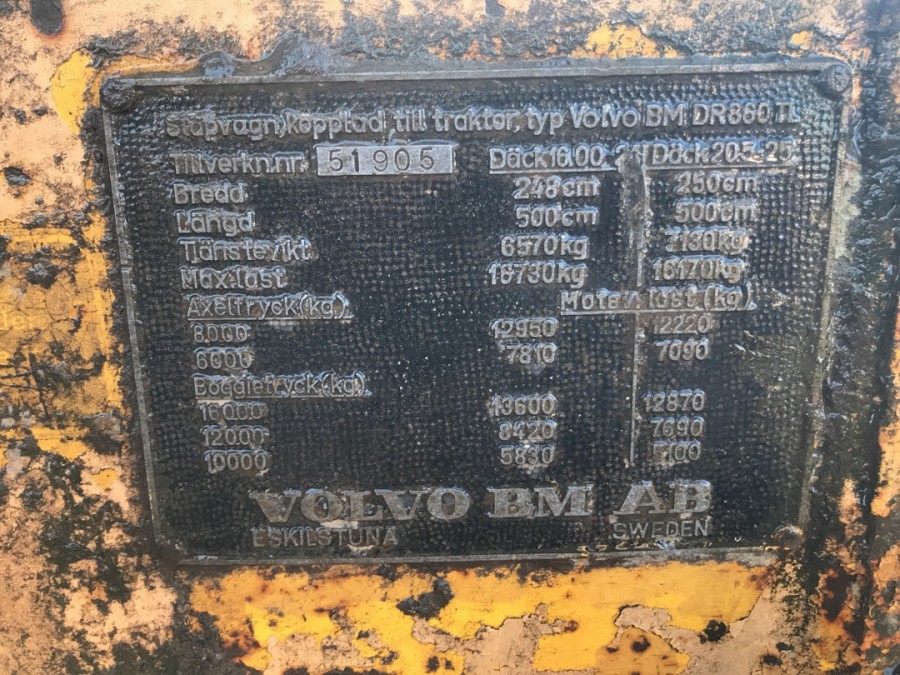 Släpvagn, kopplad till traktor, typ Volvo BM DR860 TL
Tillverkn.nr. 51905 Däck 16.00-24 Däck 20.5-25
Bredd 248cm 250cm
Längd 500cm 500cm
Tjänstevikt 6570kg 7130kg
Max.last 16730kg 16170kg
Axeltryck(kg) Motsv.last(kg)
8000 12950 12220
6000 7810 7090
Boggietryck(kg)
16000 13600 12870
12000 8420 7690
10000 5830 5100
VOLVO BM AB
ESKILSTUNA SWEDEN